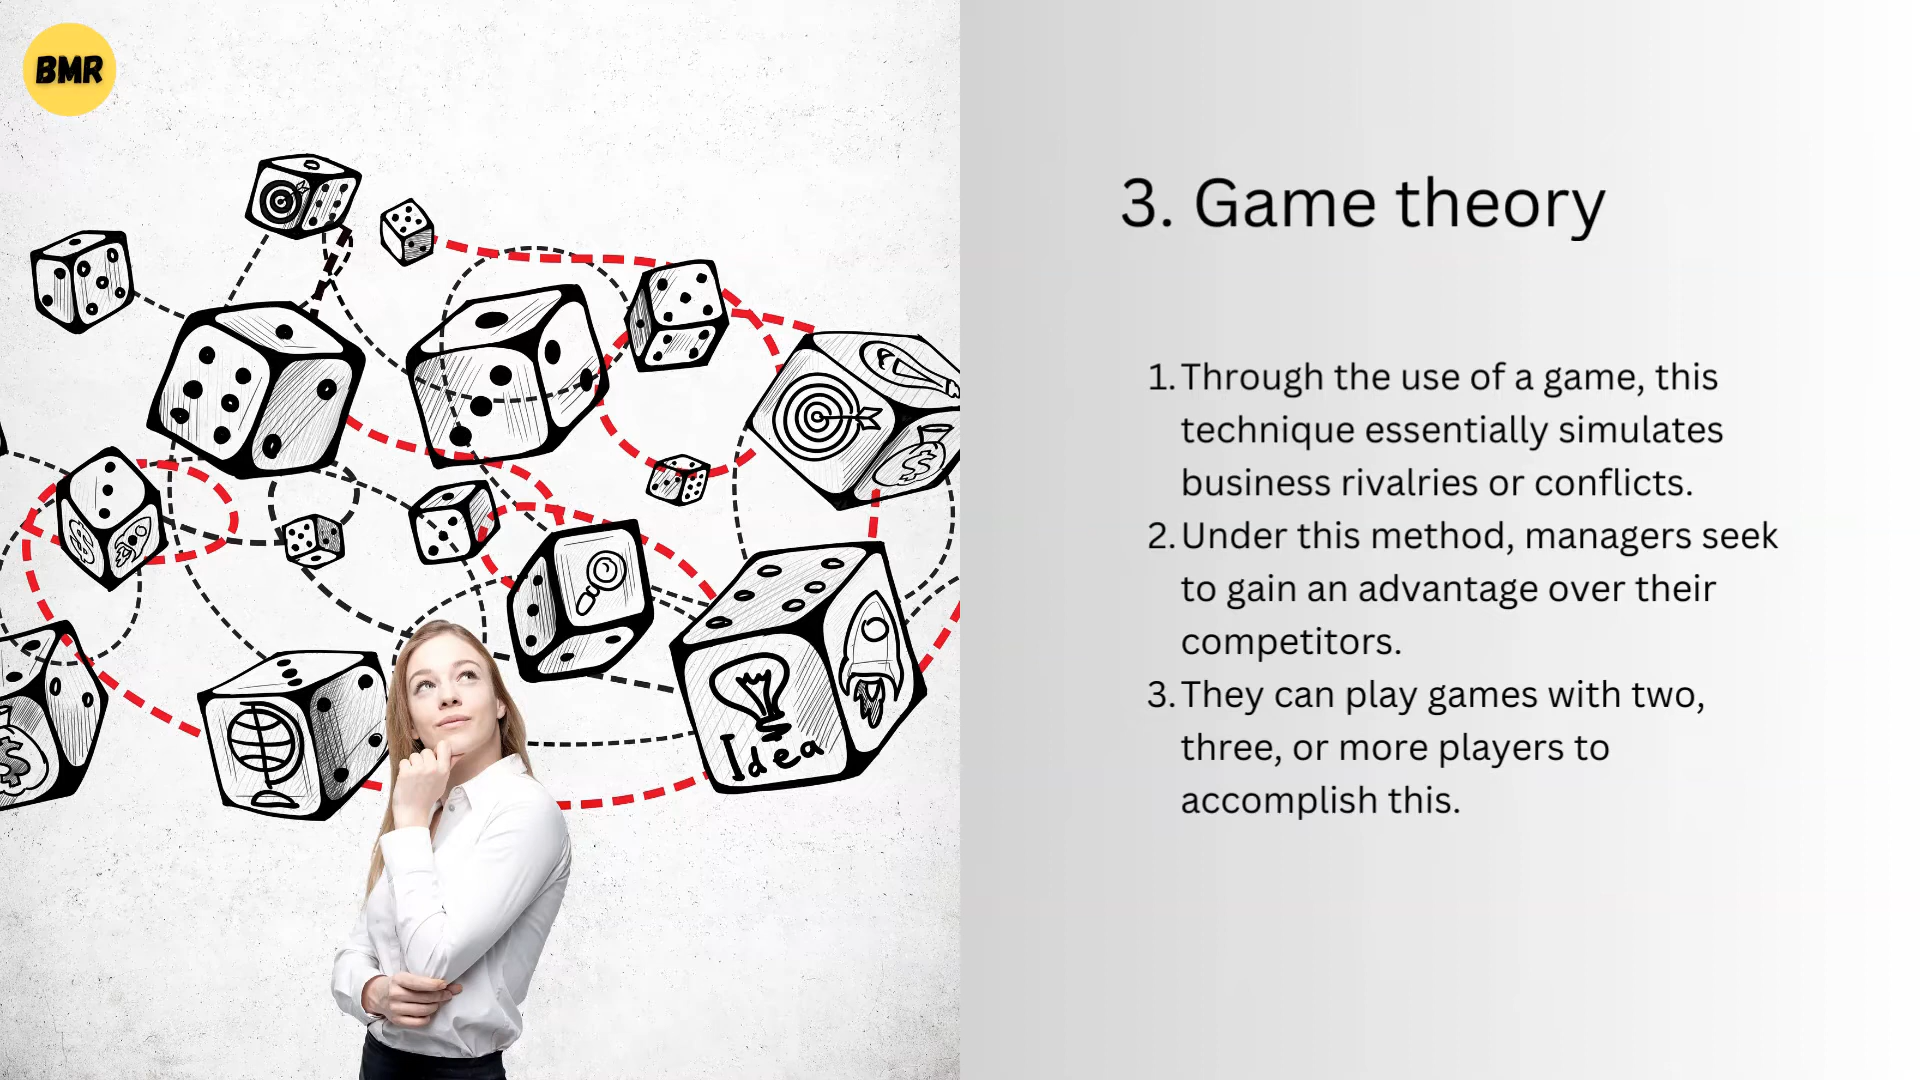 BMR
3. Game theory
1. Through the use of a game, this
technique essentially simulates
business rivalries or conflicts.
2. Under this method, managers seek
to gain an advantage over their
competitors.
3. They can play games with two,
three, or more players to
accomplish this.
Idea